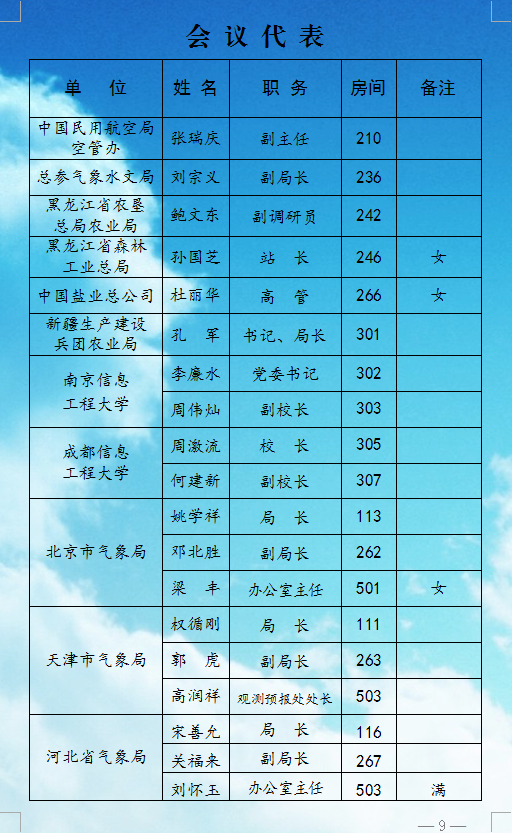 会议代表
单 位 姓 名 职 务 房间 备注
中国民用航空局
空管办 张瑞庆 副主任 210
总参气象水文局 刘宗义 副局长 236
黑龙江省农垦
总局农业局 鲍文东 副调研员 242
黑龙江省森林
工业总局 孙国芝 站 长 246 女
中国盐业总公司 杜丽华 高 管 266 女
新疆生产建设
兵团农业局 孔 军 书记、局长 301
南京信息
工程大学
李廉水 党委书记 302
周伟灿 副校长 303
成都信息
工程大学
周激流 校 长 305
何建新 副校长 307
北京市气象局
姚学祥 局 长 113
邓北胜 副局长 262
梁 丰 办公室主任 501 女
天津市气象局
权循刚 局 长 111
郭 虎 副局长 263
高润祥 观测预报处处长 503
河北省气象局
宋善允 局 长 116
关福来 副局长 267
刘怀玉 办公室主任 503 满
— 9 —